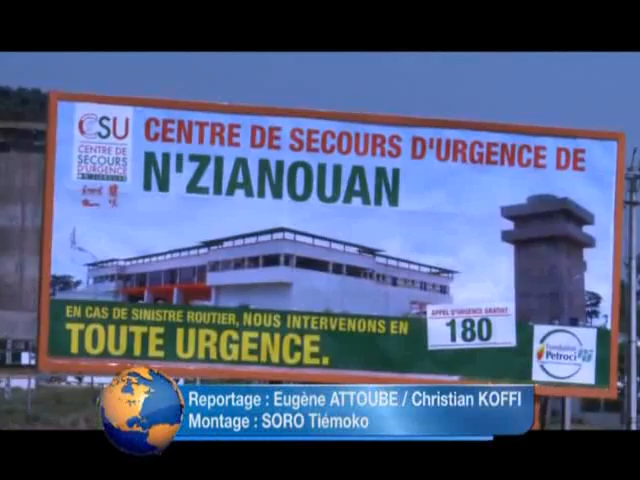 CSU
CENTRE DE
SECOURS
D'URGENCE
CENTRE DE SECOURS D'URGENCE DE
N'ZIANOUAN
EN CAS DE SINISTRE ROUTIER, NOUS INTERVENONS EN
TOUTE URGENCE.
APPEL D'URGENCE GRATUIT
180
Fondation
Petroci
Reportage : Eugène ATTOUBE / Christian KOFFI
Montage : SORO Tiémoko